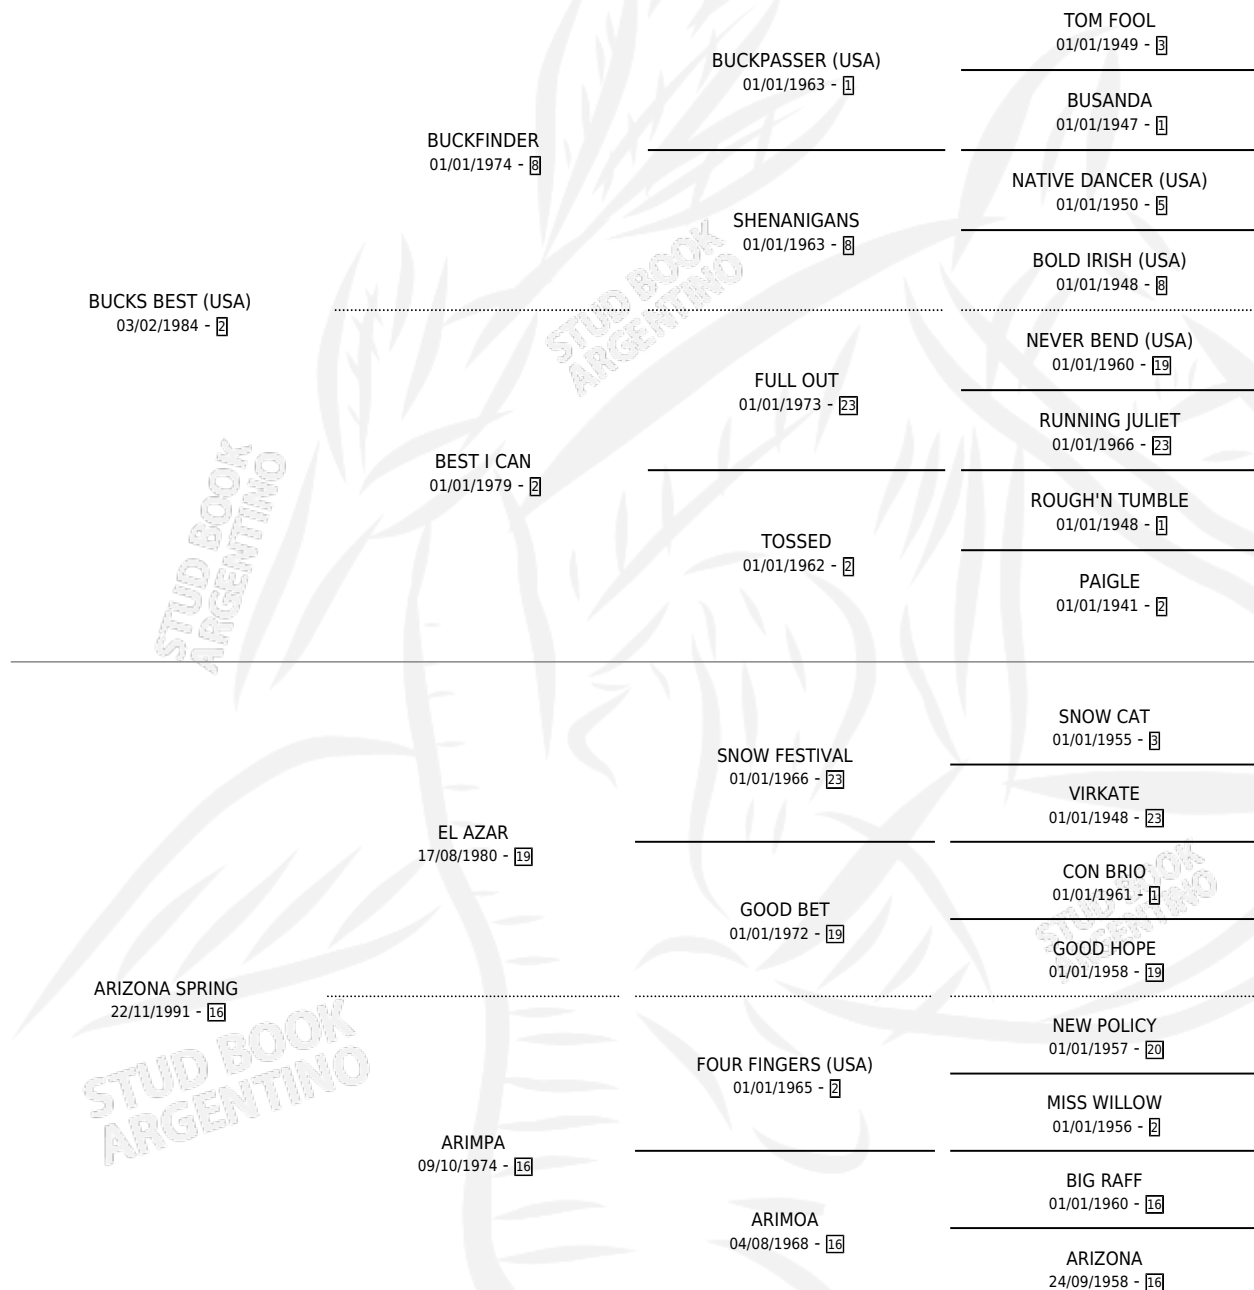 TOM FOOL
01/01/1949 - 3
BUCKPASSER (USA)
01/01/1963 - 1
BUSANDA
01/01/1947 - 1
BUCKFINDER
01/01/1974 - 8
NATIVE DANCER (USA)
01/01/1950 - 5
SHENANIGANS
01/01/1963 - 8
BOLD IRISH (USA)
01/01/1948 - 8
BUCKS BEST (USA)
03/02/1984 - 2
STUD BOOK
ARGENTINO
NEVER BEND (USA)
01/01/1960 - 19
FULL OUT
01/01/1973 - 23
RUNNING JULIET
01/01/1966 - 23
BEST I CAN
01/01/1979 - 2
ROUGH'N TUMBLE
01/01/1948 - 1
TOSSED
01/01/1962 - 2
PAIGLE
01/01/1941 - 2
STUD BOOK
ARGENTINO
SNOW CAT
01/01/1955 - 3
SNOW FESTIVAL
01/01/1966 - 23
VIRKATE
01/01/1948 - 23
EL AZAR
17/08/1980 - 19
CON BRIO
01/01/1961 - 1
GOOD BET
01/01/1972 - 19
STUD BOOK
ARGENTINO
GOOD HOPE
01/01/1958 - 19
ARIZONA SPRING
22/11/1991 - 16
NEW POLICY
01/01/1957 - 20
FOUR FINGERS (USA)
01/01/1965 - 2
MISS WILLOW
01/01/1956 - 2
STUD BOOK
ARGENTINO
ARIMPA
09/10/1974 - 16
BIG RAFF
01/01/1960 - 16
ARIMOA
04/08/1968 - 16
ARIZONA
24/09/1958 - 16